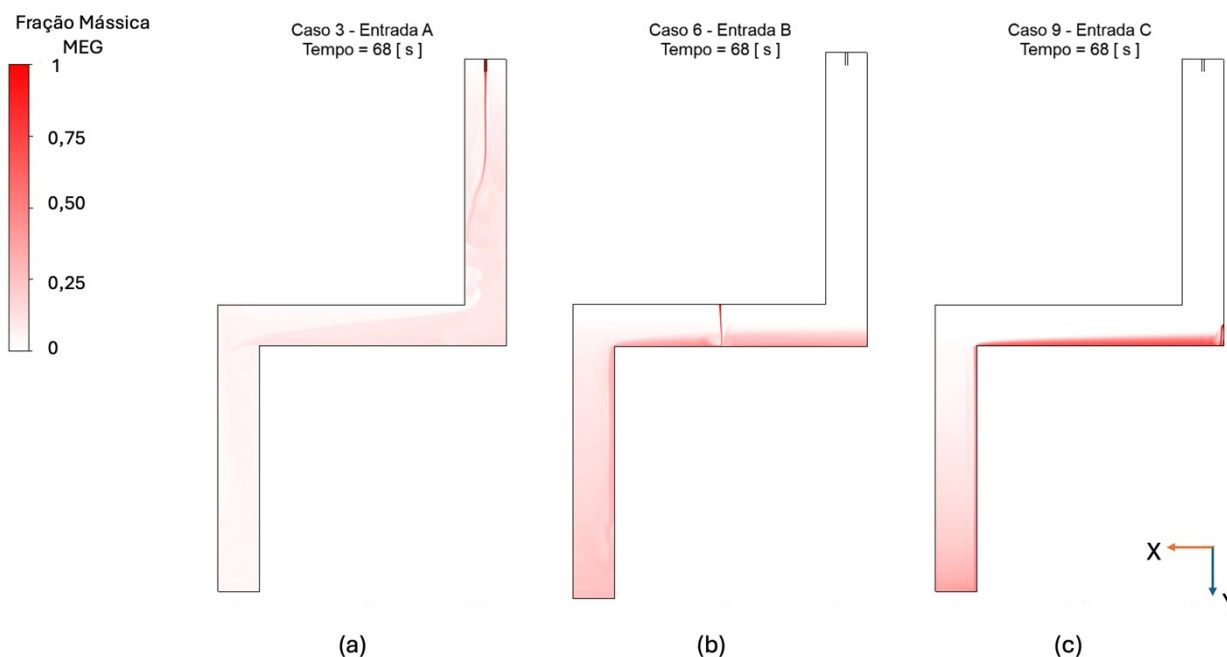 Fração Mássica
MEG
1
0,75
0,50
0,25
0
Caso 3 - Entrada A
Tempo = 68 [ s ]
Caso 6 - Entrada B
Tempo = 68 [ s ]
Caso 9 - Entrada C
Tempo = 68 [ s ]
X
(a)
(b)
(c)